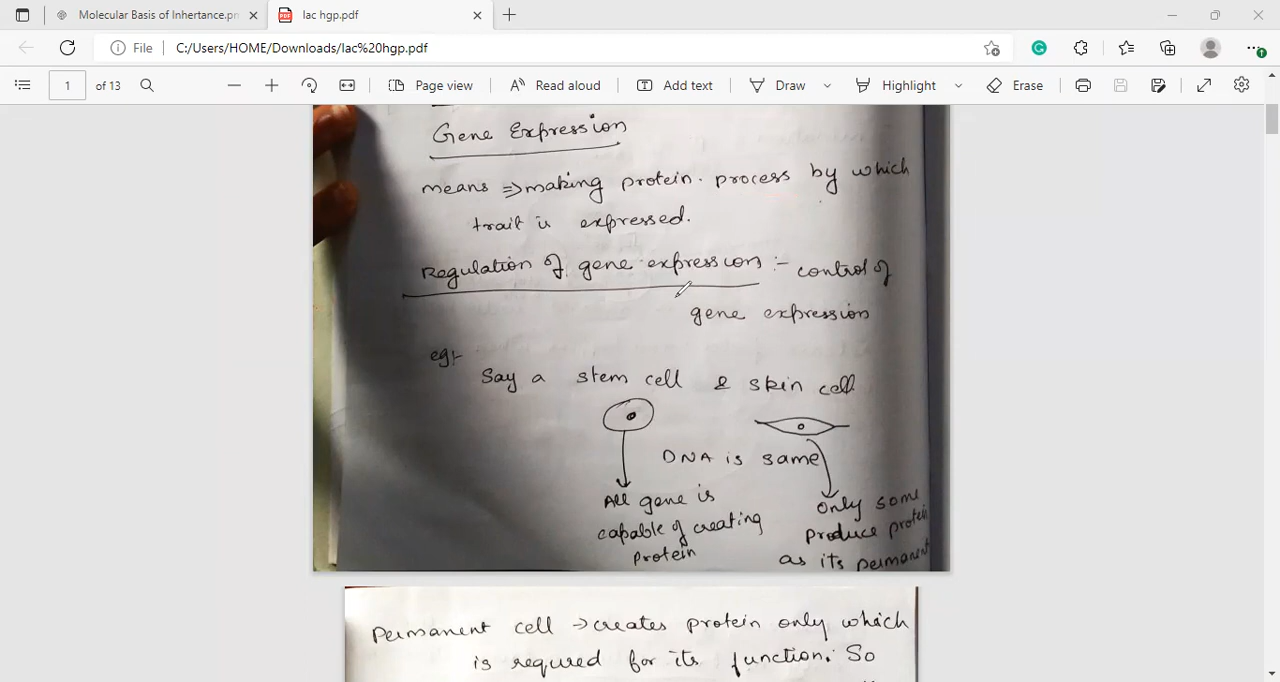 Molecular Basis of Inhertance.pr
lac hgp.pdf
File
C:/Users/HOME/Downloads/lac%20hgp.pdf
1 of 13
Page view
Read aloud
Add text
Draw
Highlight
Erase
Gene Expression
means ⇒ making protein. process by which
trait is expressed.
Regulation of gene expression :- control of
gene expression
eg:-
Say a stem cell & skin cell
DNA is same
All gene is
capable of creating
protein
Only some
produce protein
as its permanent
Permanent cell → creates protein only which
is requred for its function. So